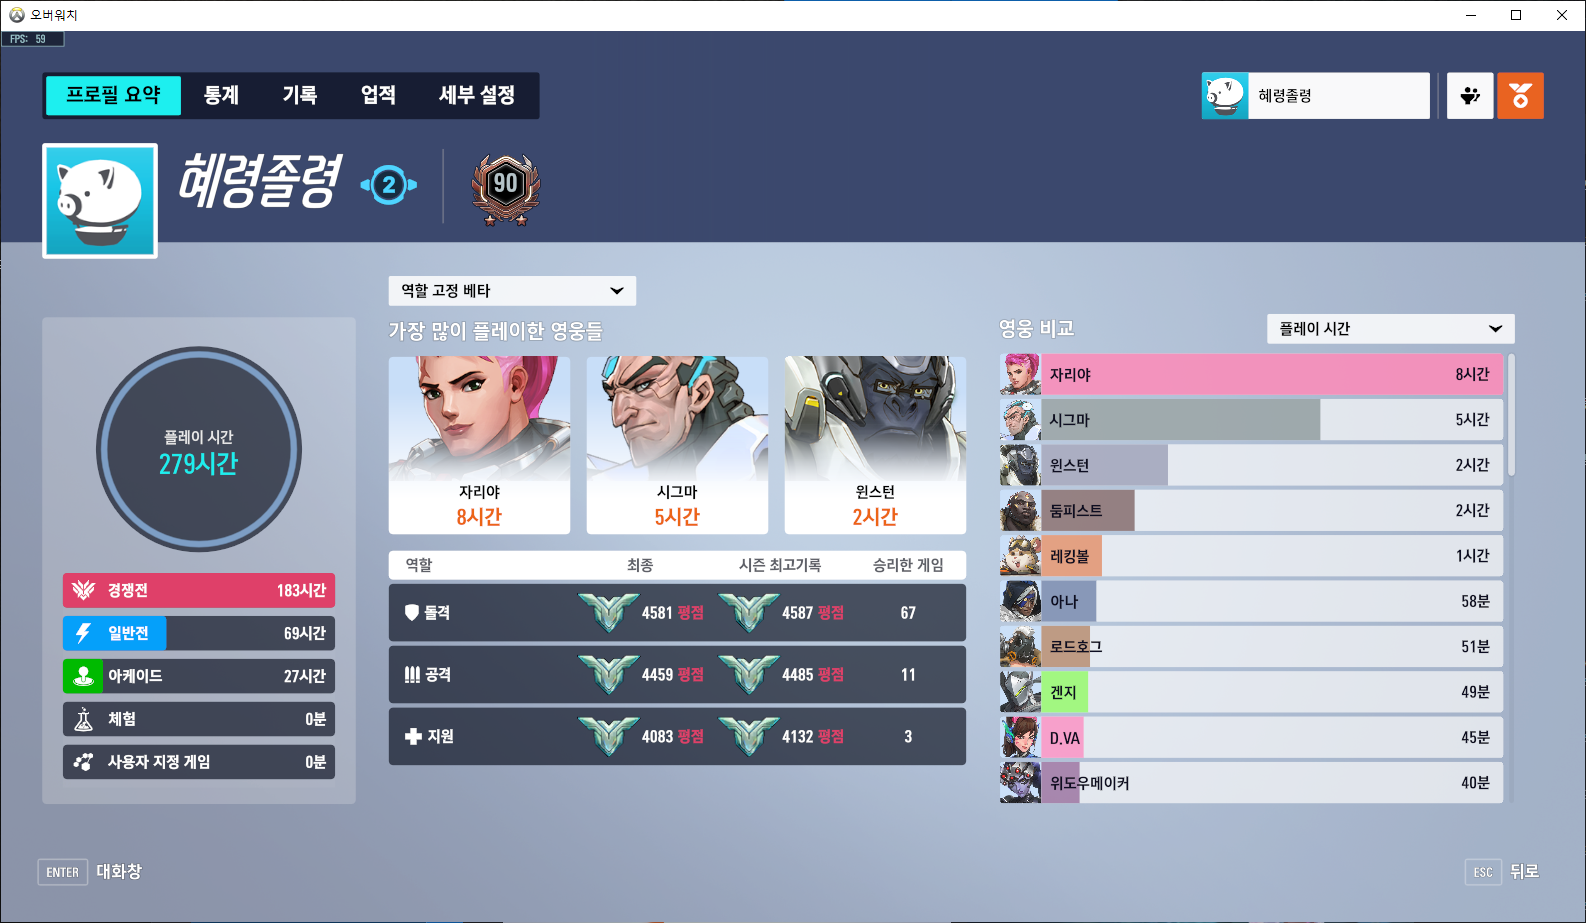 오버워치
FPS: 59
프로필 요약 통계 기록 업적 세부 설정
혜령졸령
혜령졸령 2 90
역할 고정 베타
가장 많이 플레이한 영웅들
자리야
8시간
시그마
5시간
윈스턴
2시간
플레이 시간
279시간
경쟁전 183시간
일반전 69시간
아케이드 27시간
체험 0분
사용자 지정 게임 0분
역할 최종 시즌 최고기록 승리한 게임
돌격 4581 평점 4587 평점 67
공격 4459 평점 4485 평점 11
지원 4083 평점 4132 평점 3
영웅 비교 플레이 시간
자리야 8시간
시그마 5시간
윈스턴 2시간
둠피스트 2시간
레킹볼 1시간
아나 58분
로드호그 51분
겐지 49분
D.VA 45분
위도우메이커 40분
ENTER 대화창
ESC 뒤로